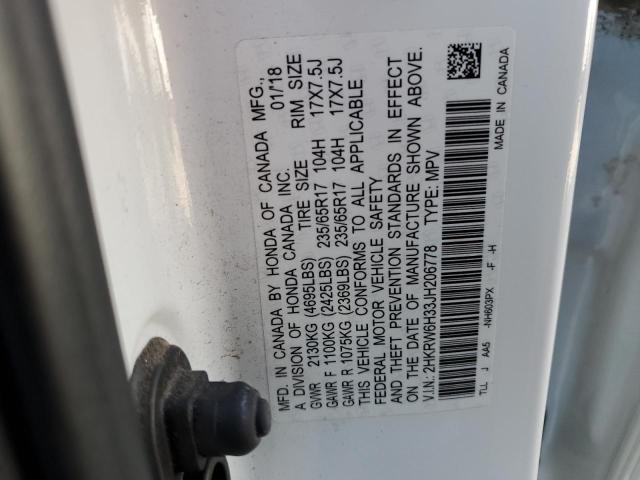 MFD. IN CANADA BY HONDA OF CANADA MFG.,
A DIVISION OF HONDA CANADA INC. 01/18
TIRE SIZE RIM SIZE
GVWR 2130KG (4695LBS)
GAWR F 1100KG (2425LBS) 235/65R17 104H 17X7.5J
GAWR R 1075KG (2369LBS) 235/65R17 104H 17X7.5J
THIS VEHICLE CONFORMS TO ALL APPLICABLE
FEDERAL MOTOR VEHICLE SAFETY
AND THEFT PREVENTION STANDARDS IN EFFECT
ON THE DATE OF MANUFACTURE SHOWN ABOVE.
V.I.N.: 2HKRW6H33JH206778 TYPE: MPV
TLL J AA5 -NH603PX -F -H
MADE IN CANADA